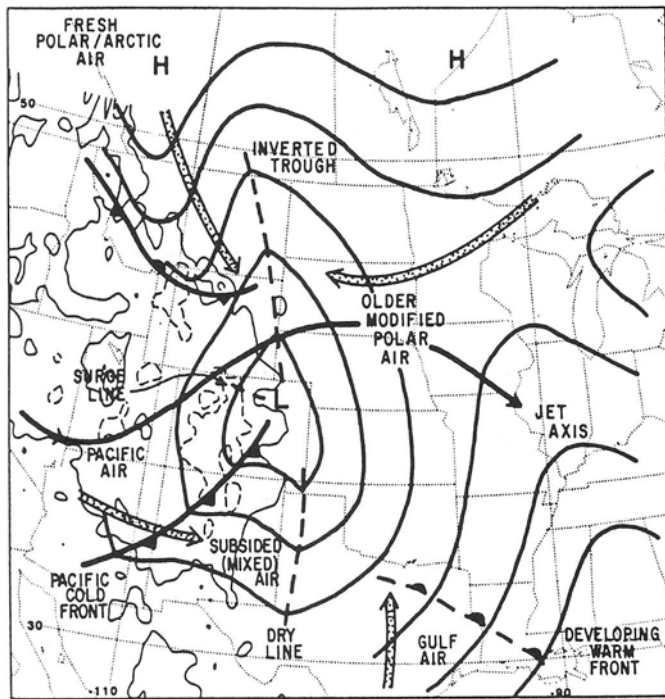 FRESH
POLAR/ARCTIC
AIR
H
H
50
INVERTED
TROUGH
OLDER
MODIFIED
POLAR
AIR
D
SURGE
LINE
L
JET
AXIS
PACIFIC
AIR
SUBSIDED
(MIXED)
AIR
PACIFIC
COLD
FRONT
30
DRY
LINE
GULF
AIR
DEVELOPING
WARM
FRONT
-110
-90